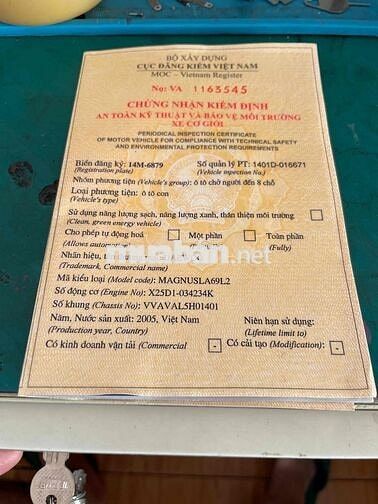 BỘ XÂY DỰNG
CỤC ĐĂNG KIỂM VIỆT NAM
MOC – Vietnam Register
No: VA 1163545
CHỨNG NHẬN KIỂM ĐỊNH
AN TOÀN KỸ THUẬT VÀ BẢO VỆ MÔI TRƯỜNG
XE CƠ GIỚI
PERIODICAL INSPECTION CERTIFICATE
OF MOTOR VEHICLE FOR COMPLIANCE WITH TECHNICAL SAFETY
AND ENVIRONMENTAL PROTECTION REQUIREMENTS
Biển đăng ký: 14M-6879 Số quản lý PT: 1401D-016671
(Registration plate) (Vehicle inpection No.)
Nhóm phương tiện (Vehicle's group): ô tô chở người đến 8 chỗ
Loại phương tiện: ô tô con
(Vehicle's type)
Sử dụng năng lượng sạch, năng lượng xanh, thân thiện môi trường
(Clean, green energy vehicle)
Cho phép tự động hoá Một phần Toàn phần
(Allows (Fully)
Nhãn hiệu,
muaban.net
(Trademark, Commercial name)
Mã kiểu loại (Model code): MAGNUSLA69L2
Số động cơ (Engine No): X25D1-034234K
Số khung (Chassis No): VVAVAL5H01401
Năm, Nước sản xuất: 2005, Việt Nam Niên hạn sử dụng:
(Production year, Country) (Lifetime limit to)
Có kinh doanh vận tải (Commercial - Có cải tạo (Modification): -